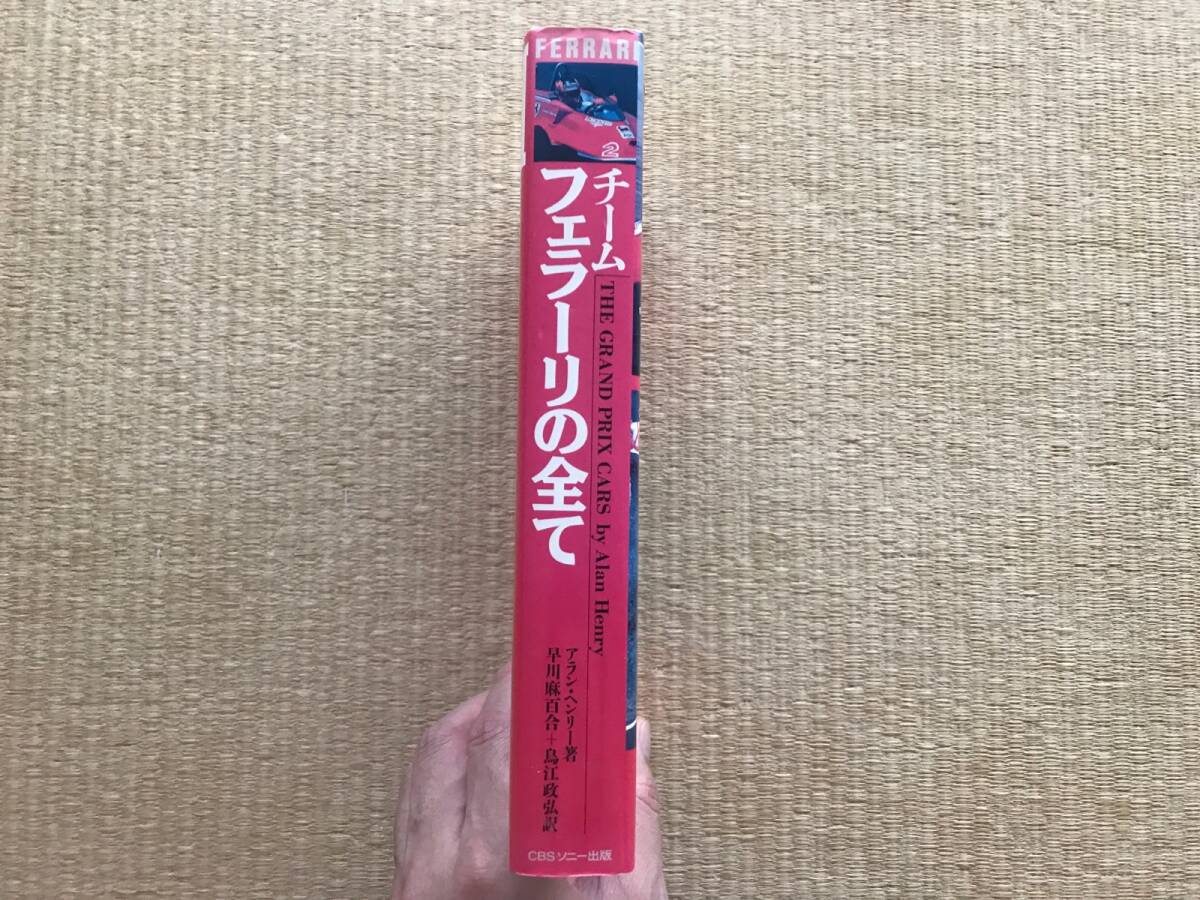 FERRARI
2
チーム
フェラーリの全て
THE GRAND PRIX CARS by Alan Henry
アラン・ヘンリー著
早川麻百合+島江政弘訳
CBSソニー出版